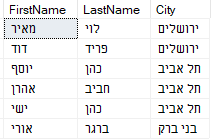 FirstName LastName City
מאיר לוי ירושלים
דוד פריד ירושלים
יוסף כהן תל אביב
אהרן חביב תל אביב
ישי כהן תל אביב
אורי ברגר בני ברק